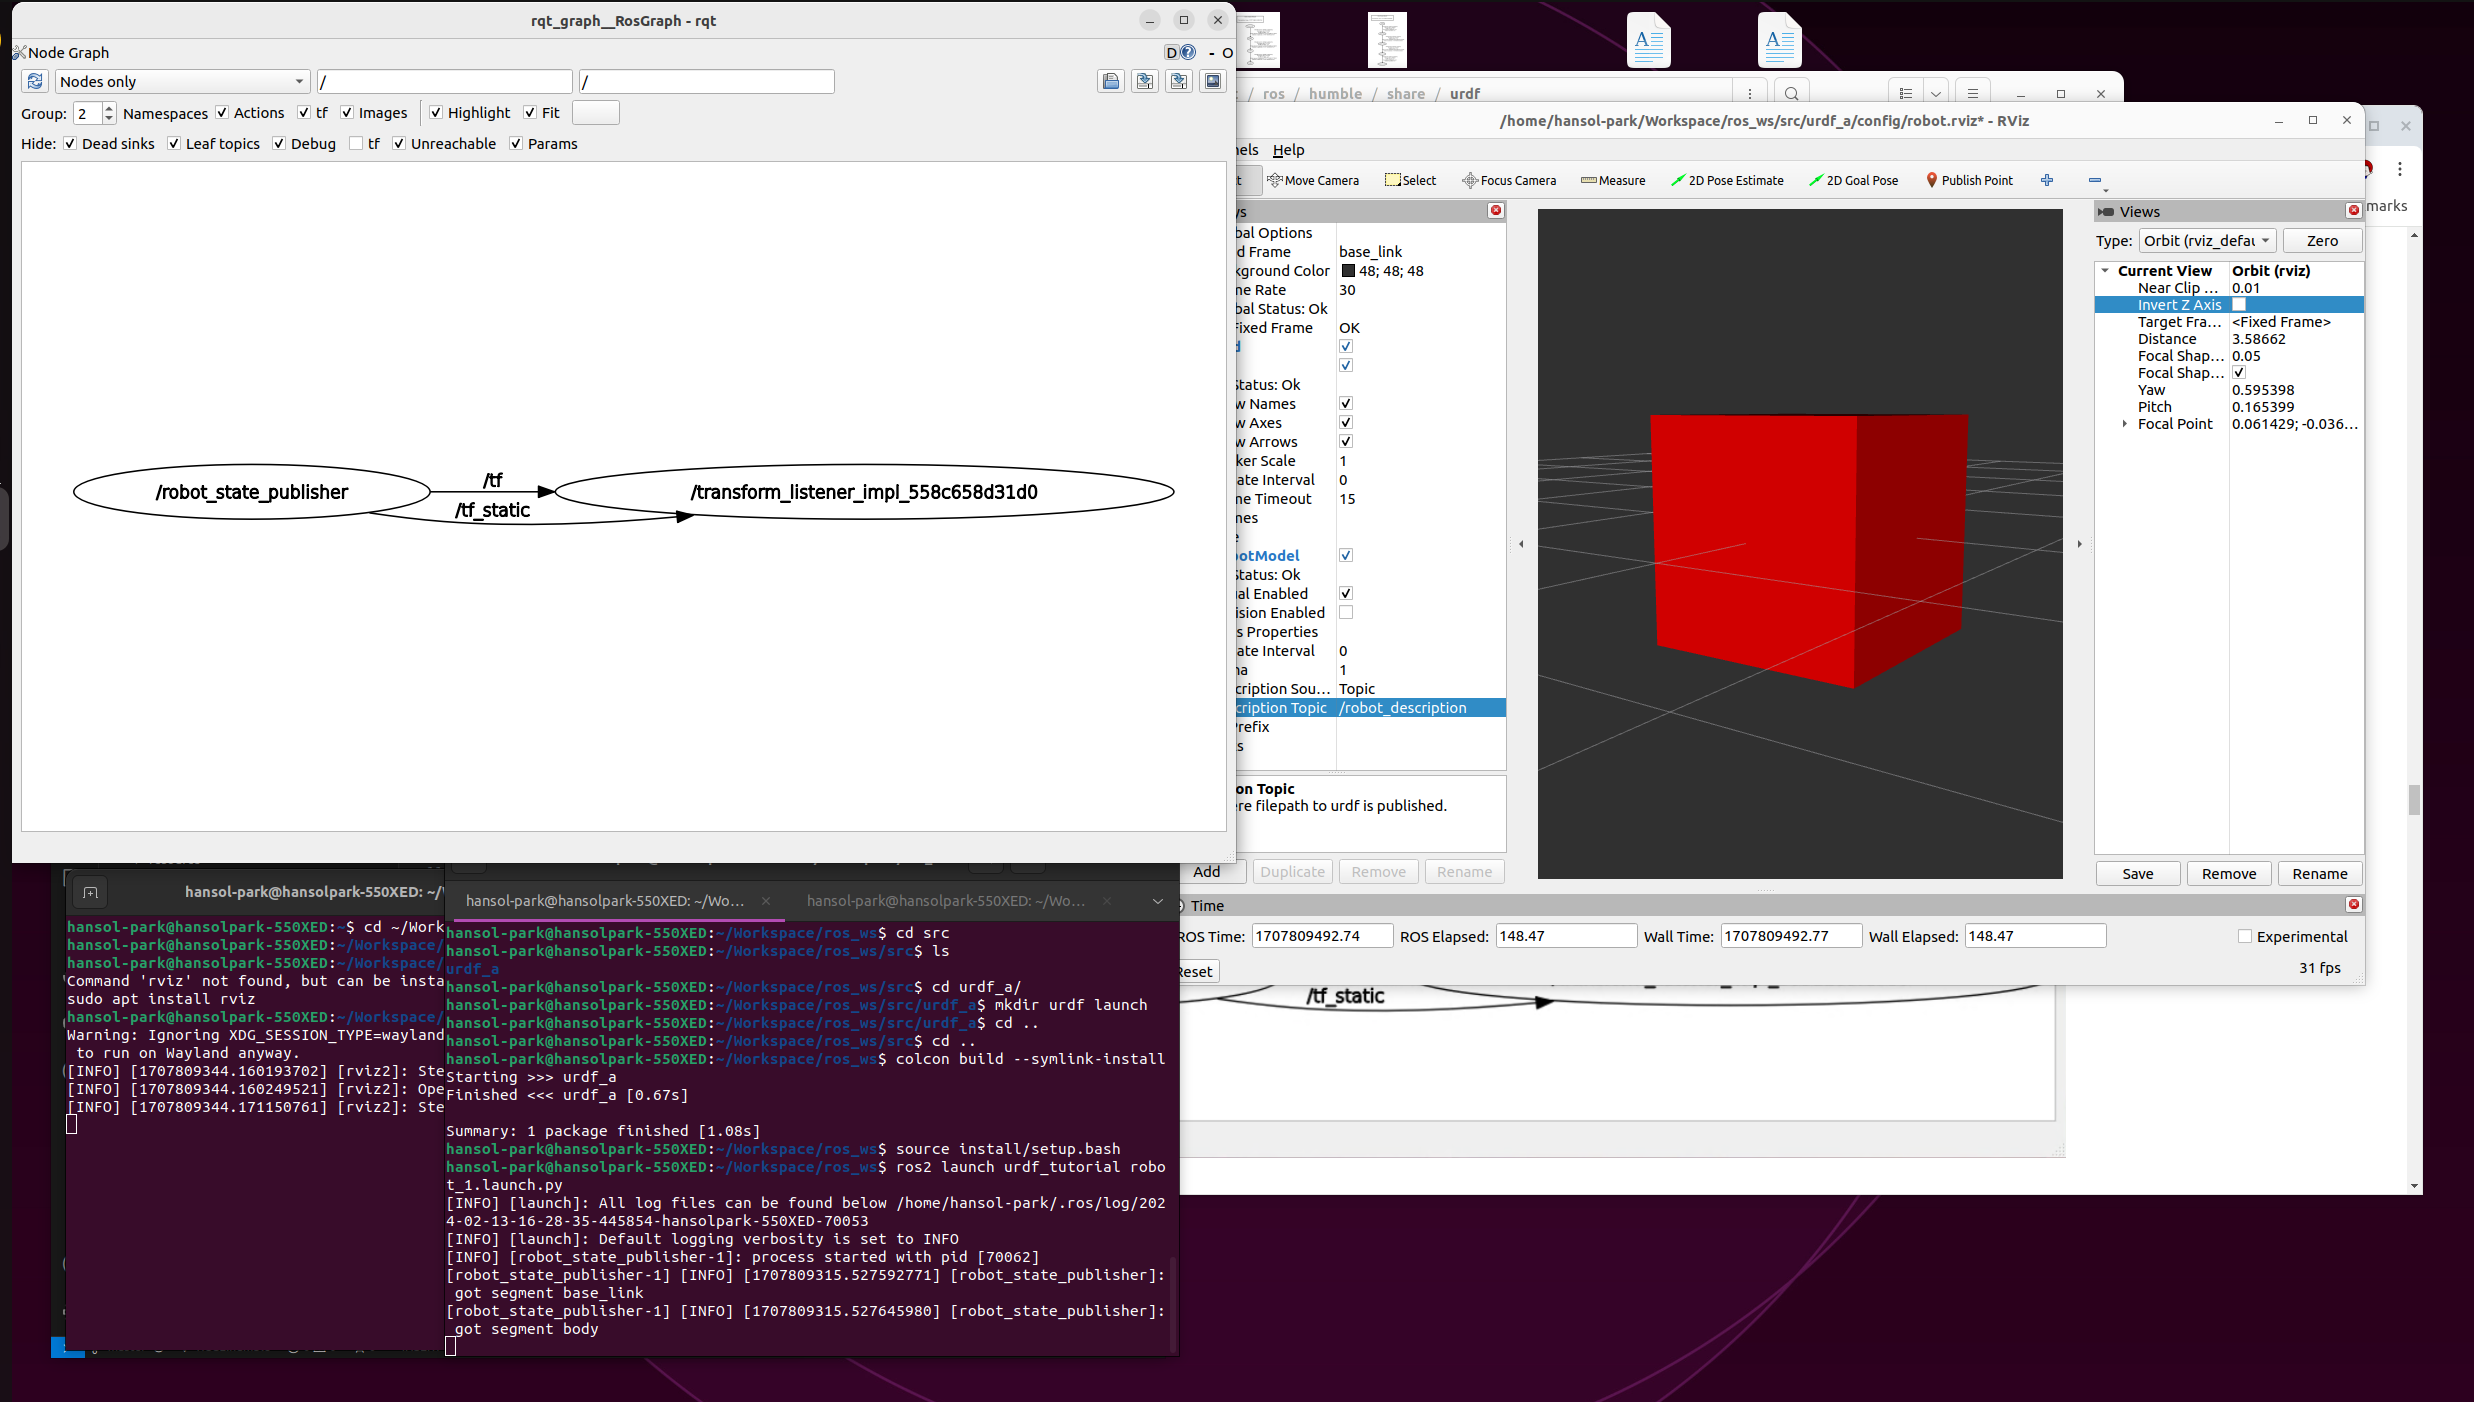 rqt_graph__RosGraph - rqt
Node Graph
D - O
Nodes only
/
/
Group: 2 Namespaces Actions tf Images Highlight Fit
Hide: Dead sinks Leaf topics Debug tf Unreachable Params
/robot_state_publisher
/tf
/tf_static
/transform_listener_impl_558c658d31d0
/ ros / humble / share / urdf
/home/hansol-park/Workspace/ros_ws/src/urdf_a/config/robot.rviz* - RViz
nels Help
Move Camera Select Focus Camera Measure 2D Pose Estimate 2D Goal Pose Publish Point
marks
ys
bal Options
d Frame base_link
kground Color 48; 48; 48
me Rate 30
bal Status: Ok
Fixed Frame OK
d
Status: Ok
w Names
w Axes
w Arrows
ker Scale 1
ate Interval 0
me Timeout 15
mes
e
otModel
Status: Ok
ual Enabled
ision Enabled
s Properties
ate Interval 0
ha 1
cription Sou... Topic
cription Topic /robot_description
Prefix
s
on Topic
ere filepath to urdf is published.
Add Duplicate Remove Rename
Views
Type: Orbit (rviz_defau Zero
Current View Orbit (rviz)
Near Clip ... 0.01
Invert Z Axis
Target Fra... <Fixed Frame>
Distance 3.58662
Focal Shap... 0.05
Focal Shap...
Yaw 0.595398
Pitch 0.165399
Focal Point 0.061429; -0.036...
Save Remove Rename
Time
ROS Time: 1707809492.74 ROS Elapsed: 148.47 Wall Time: 1707809492.77 Wall Elapsed: 148.47 Experimental
Reset
31 fps
/tf_static
hansol-park@hansolpark-550XED: ~/
hansol-park@hansolpark-550XED:~$ cd ~/Work
hansol-park@hansolpark-550XED:~/Workspace/
hansol-park@hansolpark-550XED:~/Workspace/
Command 'rviz' not found, but can be insta
sudo apt install rviz
hansol-park@hansolpark-550XED:~/Workspace/
Warning: Ignoring XDG_SESSION_TYPE=wayland
to run on Wayland anyway.
[INFO] [1707809344.160193702] [rviz2]: Ste
[INFO] [1707809344.160249521] [rviz2]: Ope
[INFO] [1707809344.171150761] [rviz2]: Ste
hansol-park@hansolpark-550XED: ~/Wo...
hansol-park@hansolpark-550XED: ~/Wo...
hansol-park@hansolpark-550XED:~/Workspace/ros_ws$ cd src
hansol-park@hansolpark-550XED:~/Workspace/ros_ws/src$ ls
urdf_a
hansol-park@hansolpark-550XED:~/Workspace/ros_ws/src$ cd urdf_a/
hansol-park@hansolpark-550XED:~/Workspace/ros_ws/src/urdf_a$ mkdir urdf launch
hansol-park@hansolpark-550XED:~/Workspace/ros_ws/src/urdf_a$ cd ..
hansol-park@hansolpark-550XED:~/Workspace/ros_ws/src$ cd ..
hansol-park@hansolpark-550XED:~/Workspace/ros_ws$ colcon build --symlink-install
Starting >>> urdf_a
Finished <<< urdf_a [0.67s]
Summary: 1 package finished [1.08s]
hansol-park@hansolpark-550XED:~/Workspace/ros_ws$ source install/setup.bash
hansol-park@hansolpark-550XED:~/Workspace/ros_ws$ ros2 launch urdf_tutorial robo
t_1.launch.py
[INFO] [launch]: All log files can be found below /home/hansol-park/.ros/log/202
4-02-13-16-28-35-445854-hansolpark-550XED-70053
[INFO] [launch]: Default logging verbosity is set to INFO
[INFO] [robot_state_publisher-1]: process started with pid [70062]
[robot_state_publisher-1] [INFO] [1707809315.527592771] [robot_state_publisher]:
got segment base_link
[robot_state_publisher-1] [INFO] [1707809315.527645980] [robot_state_publisher]:
got segment body